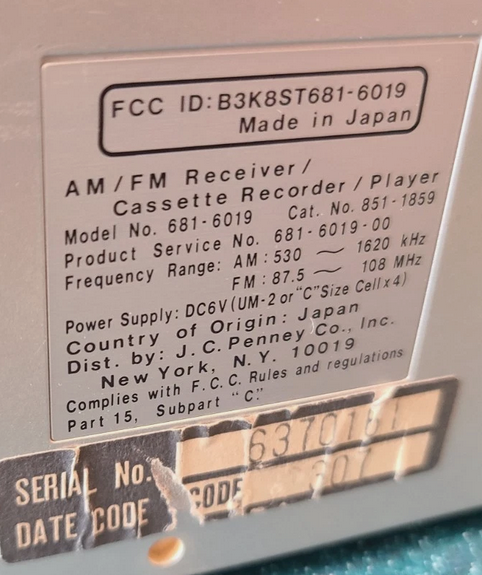 FCC ID: B3K8ST681-6019
Made in Japan
AM/FM Receiver/
Cassette Recorder/Player
Model No. 681-6019 Cat. No. 851-1859
Product Service No. 681-6019-00
Frequency Range: AM: 530 ~ 1620 kHz
FM: 87.5 ~ 108 MHz
Power Supply: DC6V (UM-2 or "C" Size Cell x 4)
Country of Origin: Japan
Dist. by: J.C. Penney Co., Inc.
New York, N.Y. 10019
Complies with F.C.C. Rules and regulations
Part 15, Subpart "C."
SERIAL No.
DATE CODE CODE